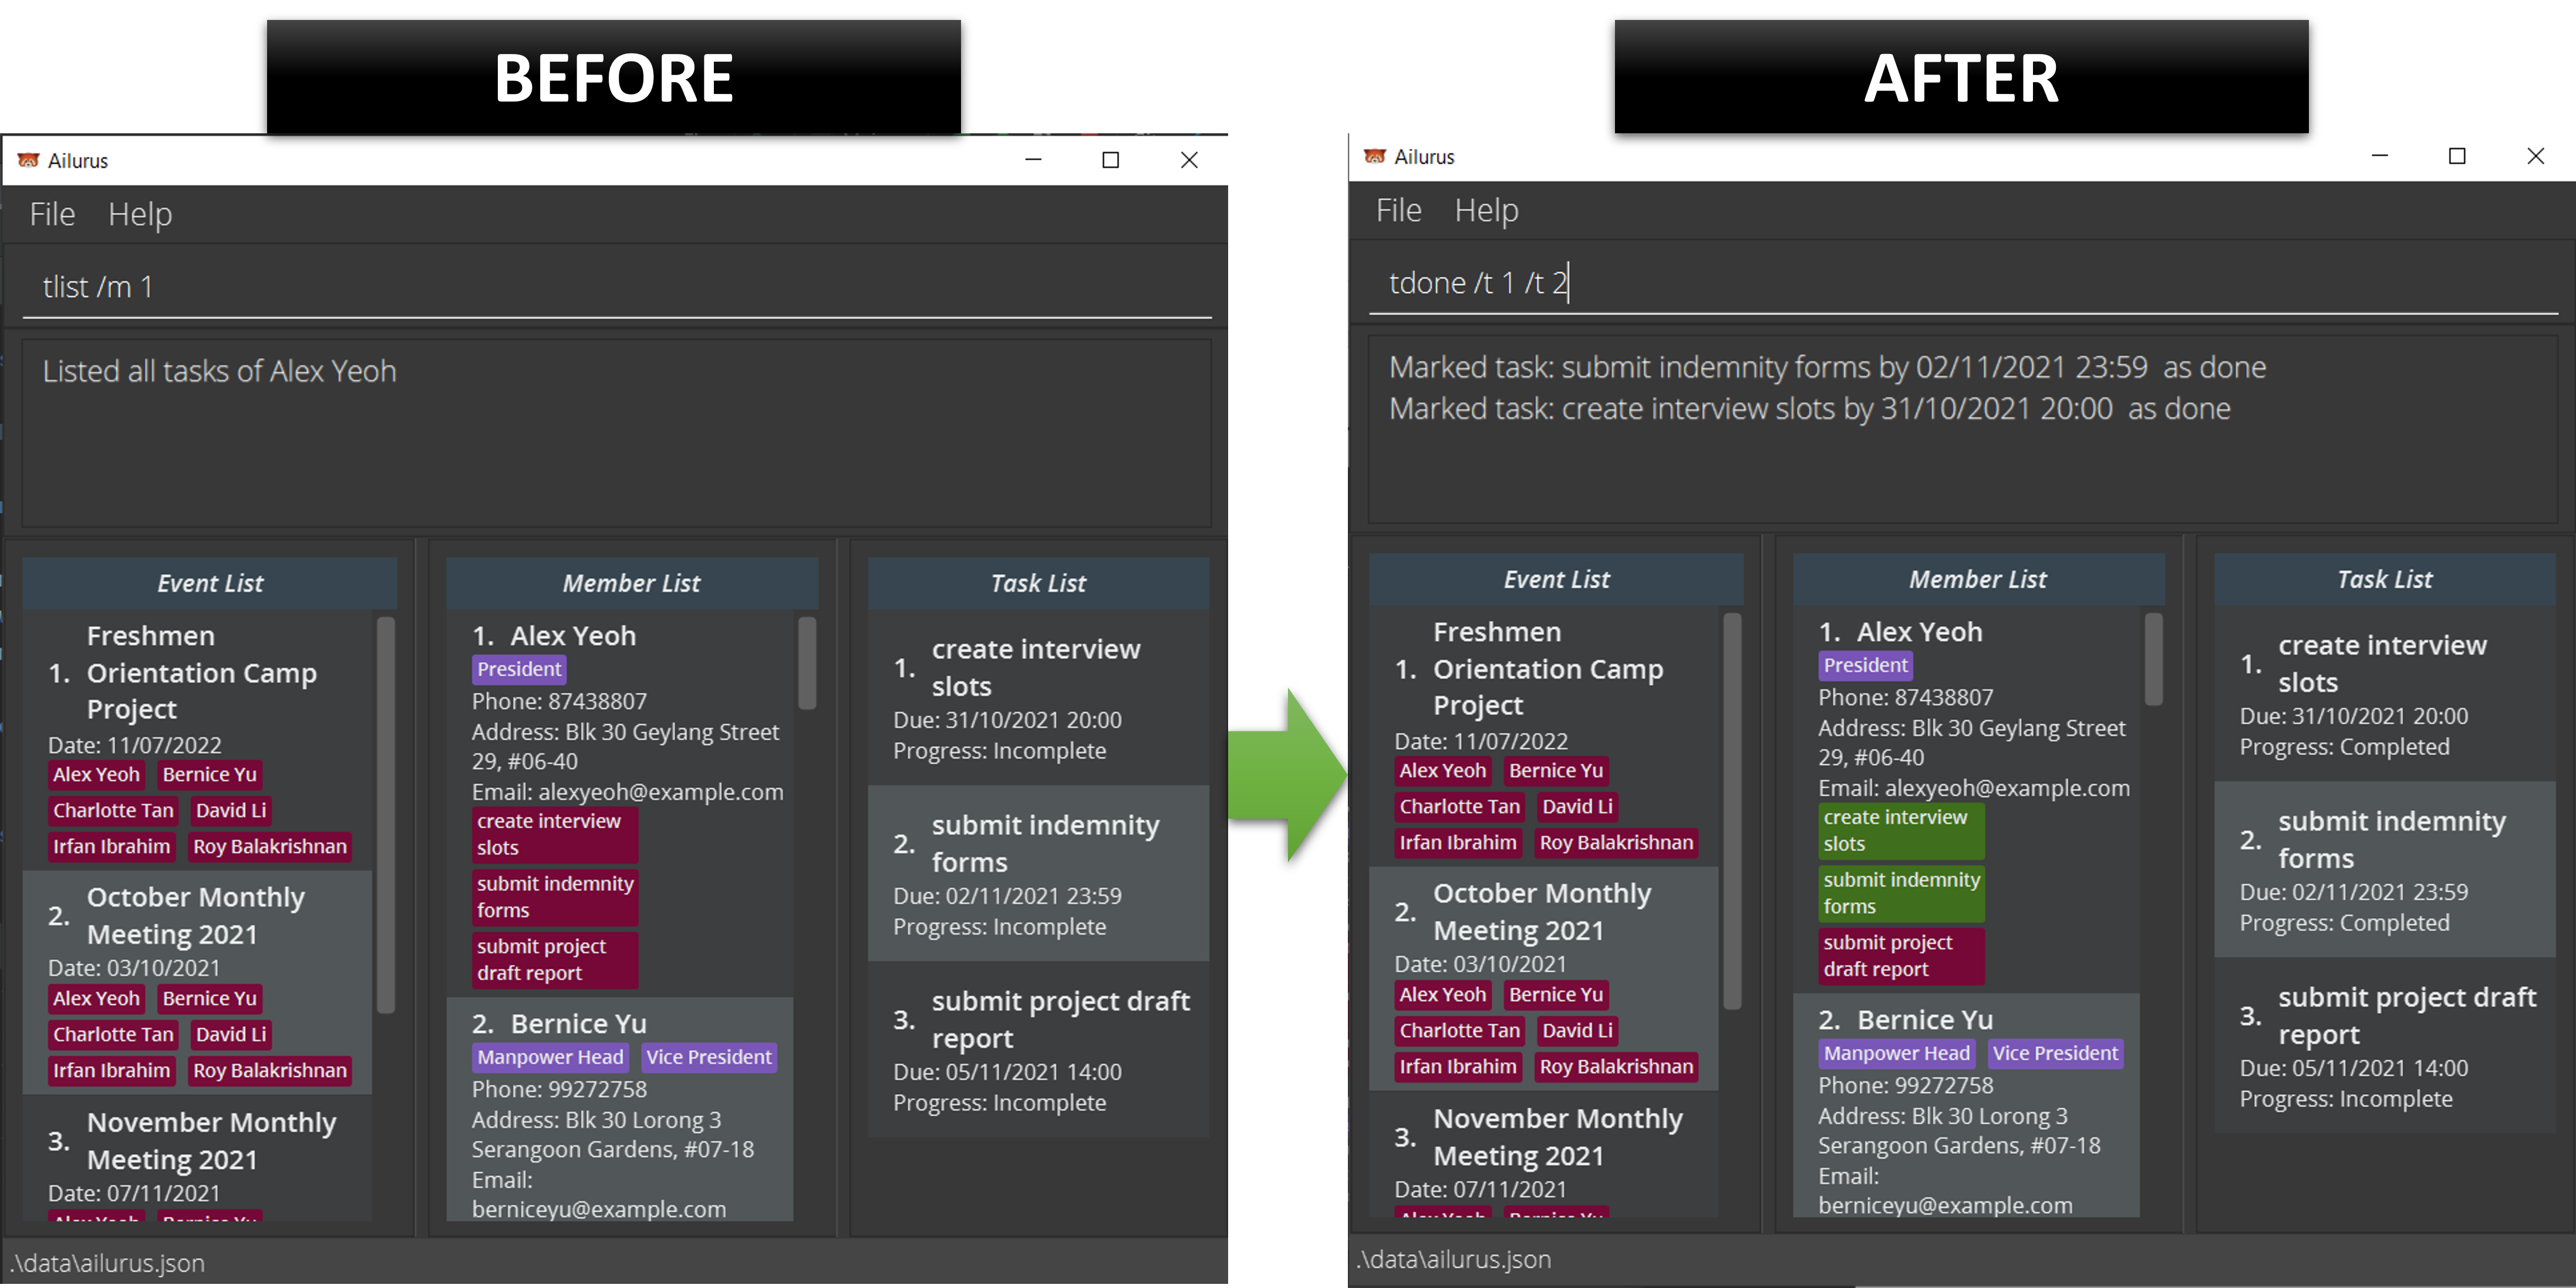 BEFORE
Ailurus
File Help
tlist /m 1
Listed all tasks of Alex Yeoh
Event List
1. Freshmen
Orientation Camp
Project
Date: 11/07/2022
Alex Yeoh Bernice Yu
Charlotte Tan David Li
Irfan Ibrahim Roy Balakrishnan
2. October Monthly
Meeting 2021
Date: 03/10/2021
Alex Yeoh Bernice Yu
Charlotte Tan David Li
Irfan Ibrahim Roy Balakrishnan
3. November Monthly
Meeting 2021
Date: 07/11/2021
Alex Yeoh Bernice Yu
Member List
1. Alex Yeoh
President
Phone: 87438807
Address: Blk 30 Geylang Street
29, #06-40
Email: alexyeoh@example.com
create interview
slots
submit indemnity
forms
submit project
draft report
2. Bernice Yu
Manpower Head Vice President
Phone: 99272758
Address: Blk 30 Lorong 3
Serangoon Gardens, #07-18
Email:
berniceyu@example.com
Task List
1. create interview
slots
Due: 31/10/2021 20:00
Progress: Incomplete
2. submit indemnity
forms
Due: 02/11/2021 23:59
Progress: Incomplete
3. submit project draft
report
Due: 05/11/2021 14:00
Progress: Incomplete
.\data\ailurus.json
AFTER
Ailurus
File Help
tdone /t 1 /t 2
Marked task: submit indemnity forms by 02/11/2021 23:59 as done
Marked task: create interview slots by 31/10/2021 20:00 as done
Event List
1. Freshmen
Orientation Camp
Project
Date: 11/07/2022
Alex Yeoh Bernice Yu
Charlotte Tan David Li
Irfan Ibrahim Roy Balakrishnan
2. October Monthly
Meeting 2021
Date: 03/10/2021
Alex Yeoh Bernice Yu
Charlotte Tan David Li
Irfan Ibrahim Roy Balakrishnan
3. November Monthly
Meeting 2021
Date: 07/11/2021
Alex Yeoh Bernice Yu
Member List
1. Alex Yeoh
President
Phone: 87438807
Address: Blk 30 Geylang Street
29, #06-40
Email: alexyeoh@example.com
create interview
slots
submit indemnity
forms
submit project
draft report
2. Bernice Yu
Manpower Head Vice President
Phone: 99272758
Address: Blk 30 Lorong 3
Serangoon Gardens, #07-18
Email:
berniceyu@example.com
Task List
1. create interview
slots
Due: 31/10/2021 20:00
Progress: Completed
2. submit indemnity
forms
Due: 02/11/2021 23:59
Progress: Completed
3. submit project draft
report
Due: 05/11/2021 14:00
Progress: Incomplete
.\data\ailurus.json